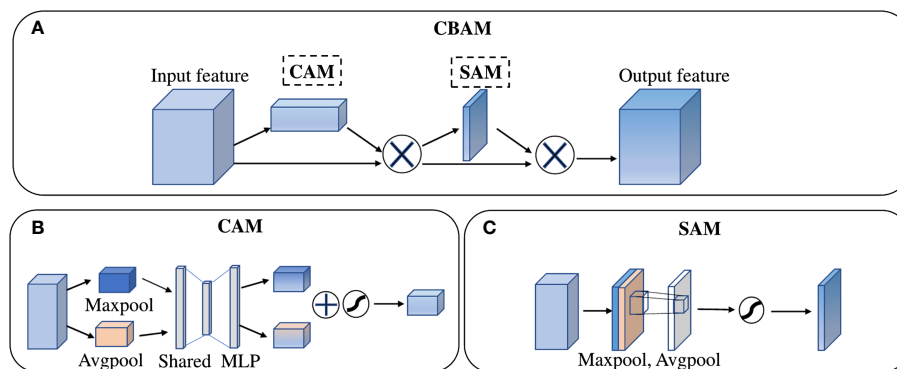 A
CBAM
Input feature
CAM
SAM
Output feature
B
CAM
Maxpool
Avgpool
Shared MLP
C
SAM
Maxpool, Avgpool